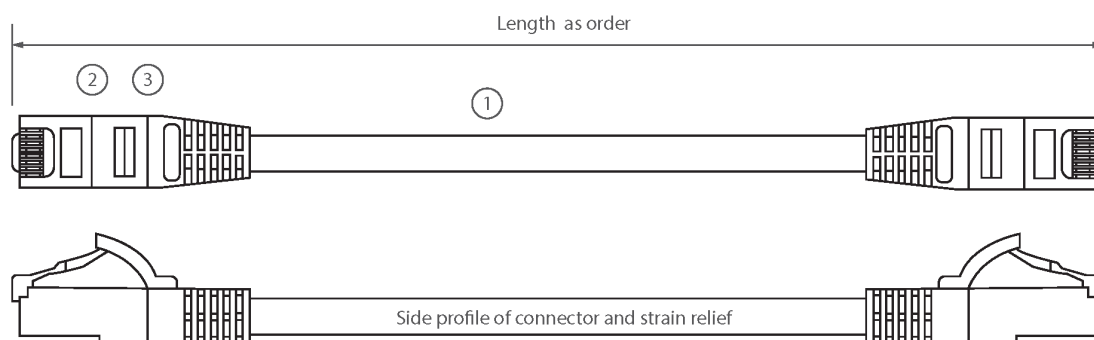 Length as order
2 3
1
Side profile of connector and strain relief